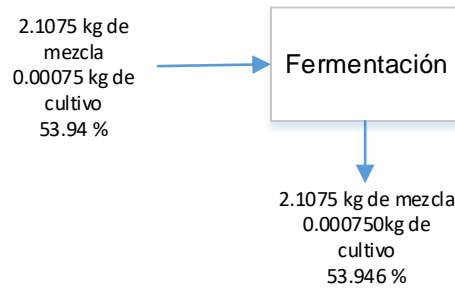 2.1075 kg de
mezcla
0.00075 kg de
cultivo
53.94 %
Fermentación
2.1075 kg de mezcla
0.000750kg de
cultivo
53.946 %